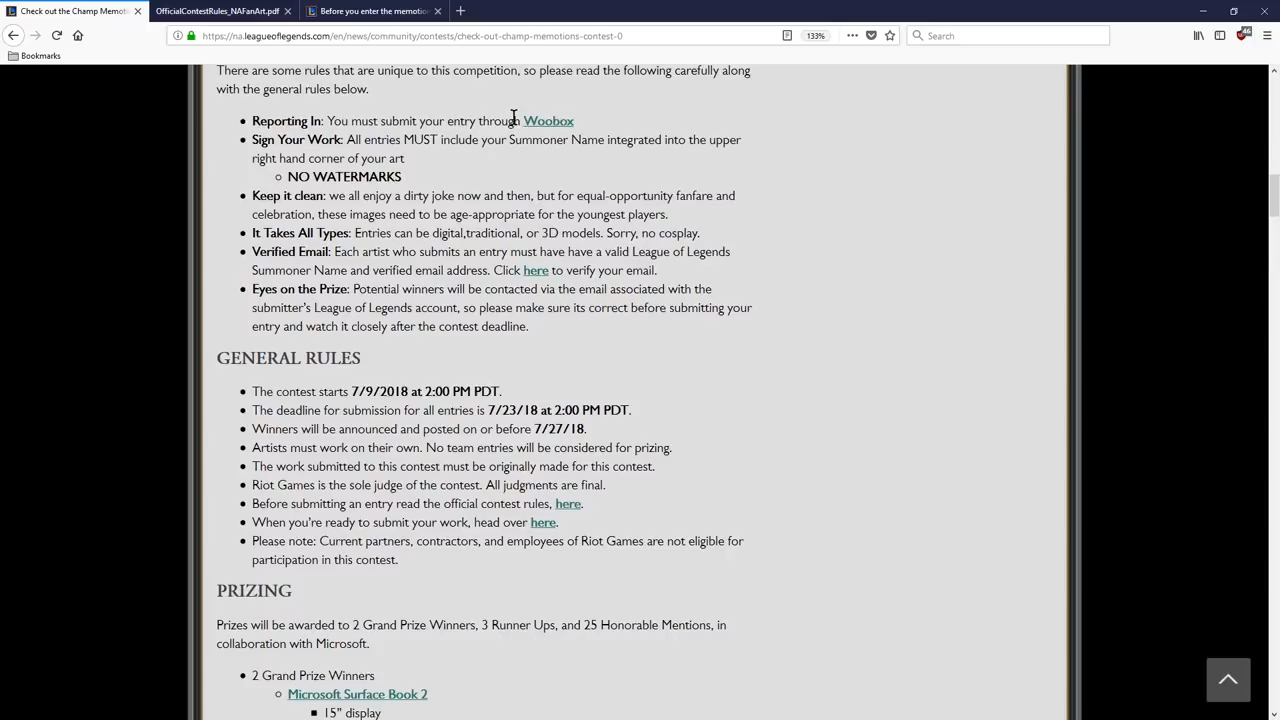 Check out the Champ Memoti
OfficialContestRules_NAFanArt.pdf
Before you enter the memotion
https://na.leagueoflegends.com/en/news/community/contests/check-out-champ-memotions-contest-0
133%
Search
Bookmarks
There are some rules that are unique to this competition, so please read the following carefully along
with the general rules below.
Reporting In: You must submit your entry through Woobox
Sign Your Work: All entries MUST include your Summoner Name integrated into the upper
right hand corner of your art
NO WATERMARKS
Keep it clean: we all enjoy a dirty joke now and then, but for equal-opportunity fanfare and
celebration, these images need to be age-appropriate for the youngest players.
It Takes All Types: Entries can be digital,traditional, or 3D models. Sorry, no cosplay.
Verified Email: Each artist who submits an entry must have have a valid League of Legends
Summoner Name and verified email address. Click here to verify your email.
Eyes on the Prize: Potential winners will be contacted via the email associated with the
submitter’s League of Legends account, so please make sure its correct before submitting your
entry and watch it closely after the contest deadline.
GENERAL RULES
The contest starts 7/9/2018 at 2:00 PM PDT.
The deadline for submission for all entries is 7/23/18 at 2:00 PM PDT.
Winners will be announced and posted on or before 7/27/18.
Artists must work on their own. No team entries will be considered for prizing.
The work submitted to this contest must be originally made for this contest.
Riot Games is the sole judge of the contest. All judgments are final.
Before submitting an entry read the official contest rules, here.
When you’re ready to submit your work, head over here.
Please note: Current partners, contractors, and employees of Riot Games are not eligible for
participation in this contest.
PRIZING
Prizes will be awarded to 2 Grand Prize Winners, 3 Runner Ups, and 25 Honorable Mentions, in
collaboration with Microsoft.
2 Grand Prize Winners
Microsoft Surface Book 2
15” display